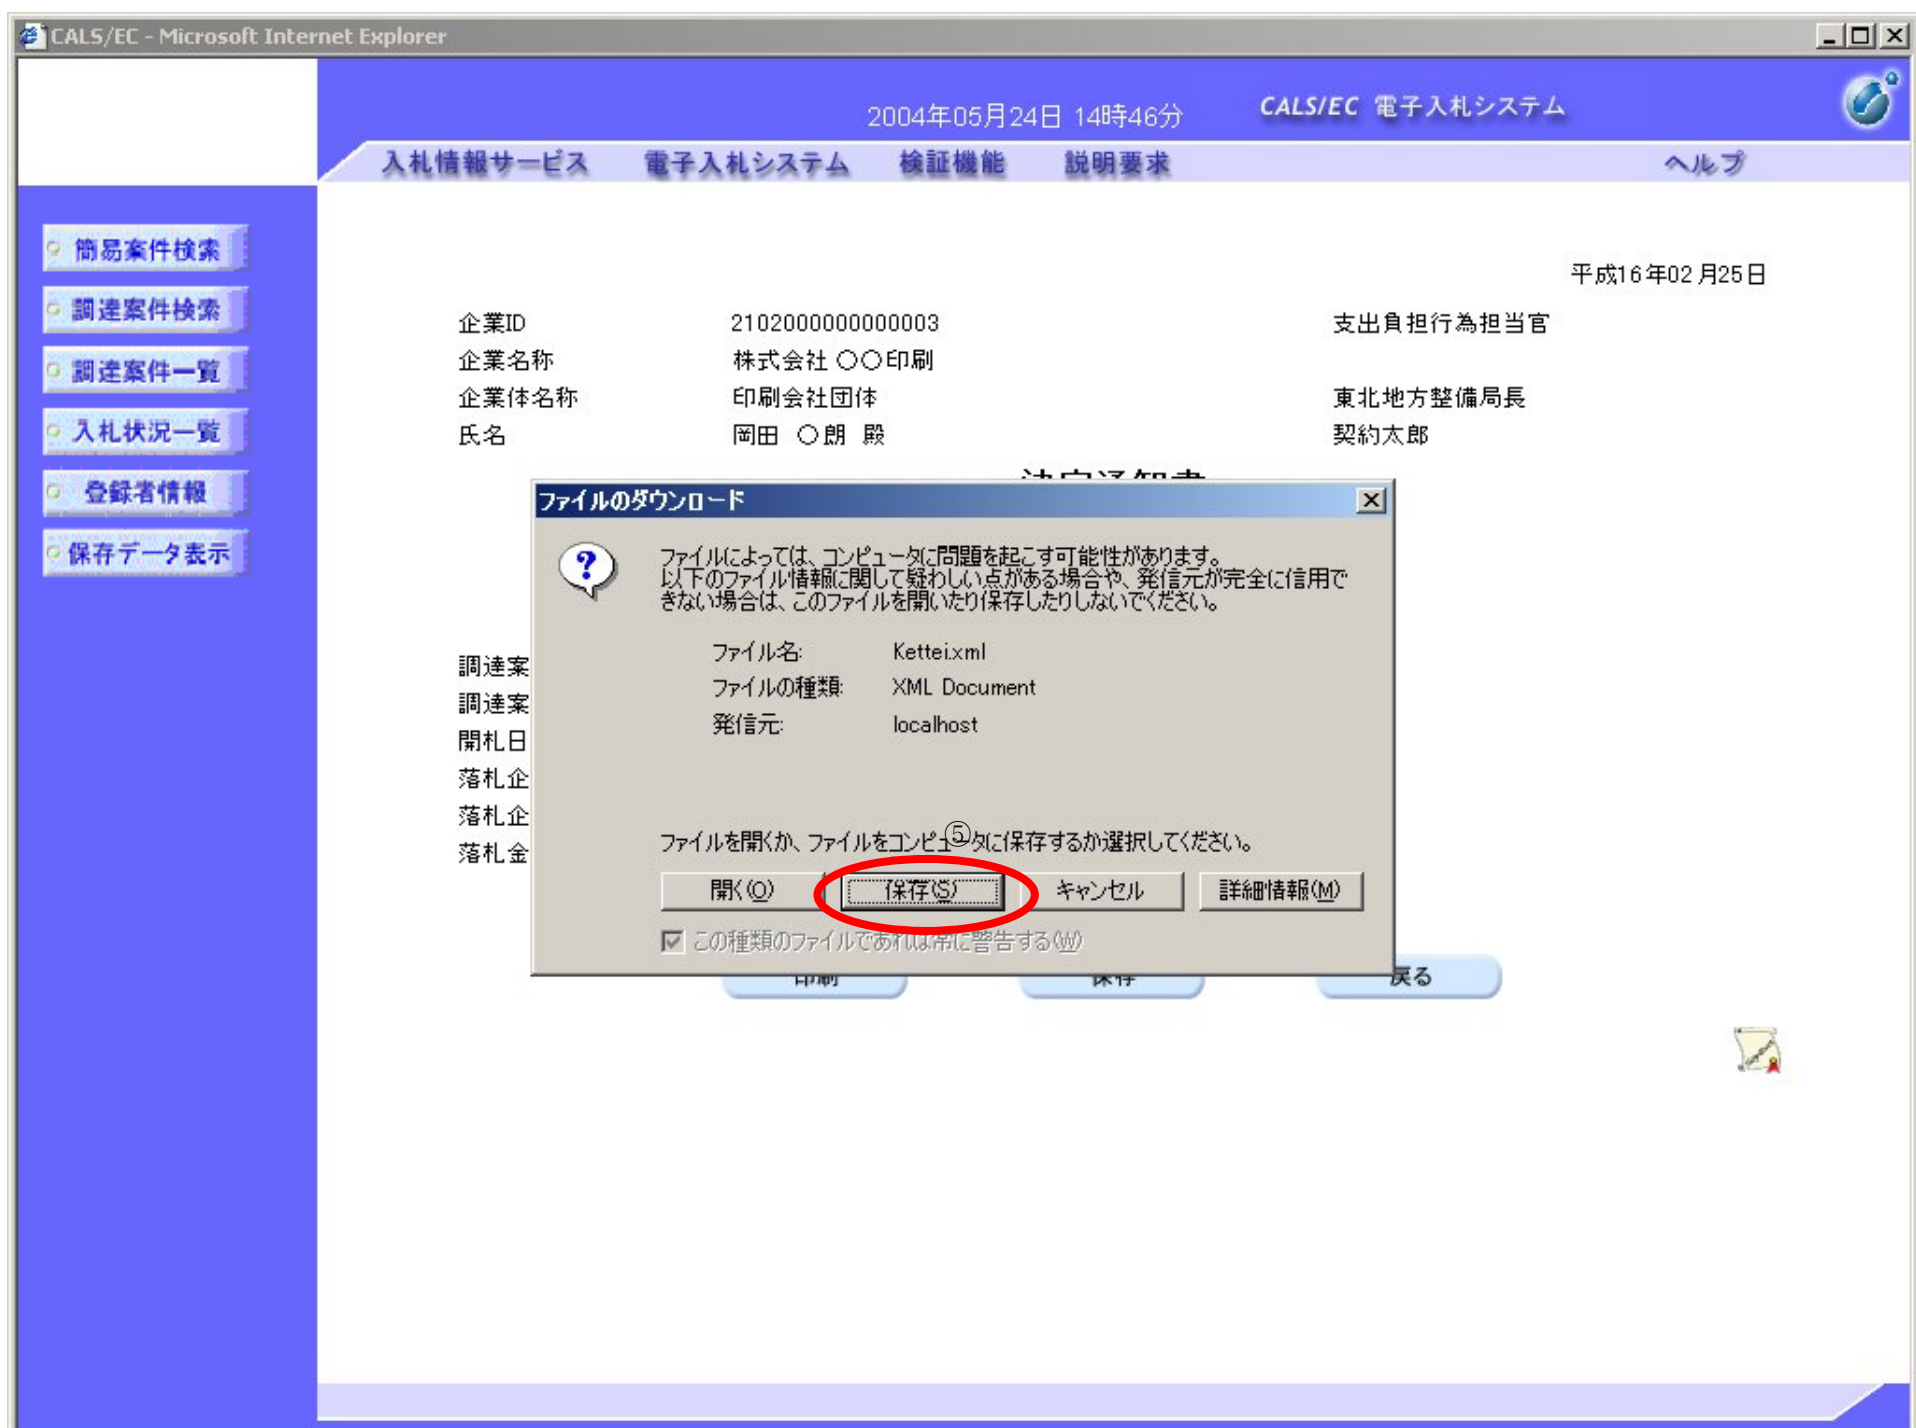 CALS/EC - Microsoft Internet Explorer
2004年05月24日 14時46分
CALS/EC 電子入札システム
入札情報サービス 電子入札システム 検証機能 説明要求 ヘルプ
簡易案件検索
調達案件検索
調達案件一覧
入札状況一覧
登録者情報
保存データ表示
平成16年02月25日
企業ID 2102000000000003 支出負担行為担当官
企業名称 株式会社 〇〇印刷
企業体名称 印刷会社団体 東北地方整備局長
氏名 岡田 〇朗 殿 契約太郎
決定通知書
ファイルのダウンロード
ファイルによっては、コンピュータに問題を起こす可能性があります。
以下のファイル情報に関して疑わしい点がある場合や、発信元が完全に信用で
きない場合は、このファイルを開いたり保存したりしないでください。
ファイル名: Kettei.xml
ファイルの種類: XML Document
発信元: localhost
調達案
調達案
開札日
落札企
落札企
落札金
ファイルを開くか、ファイルをコンピュータに保存するか選択してください。
⑤
開く(O) 保存(S) キャンセル 詳細情報(M)
この種類のファイルであれば常に警告する(W)
印刷 保存 戻る